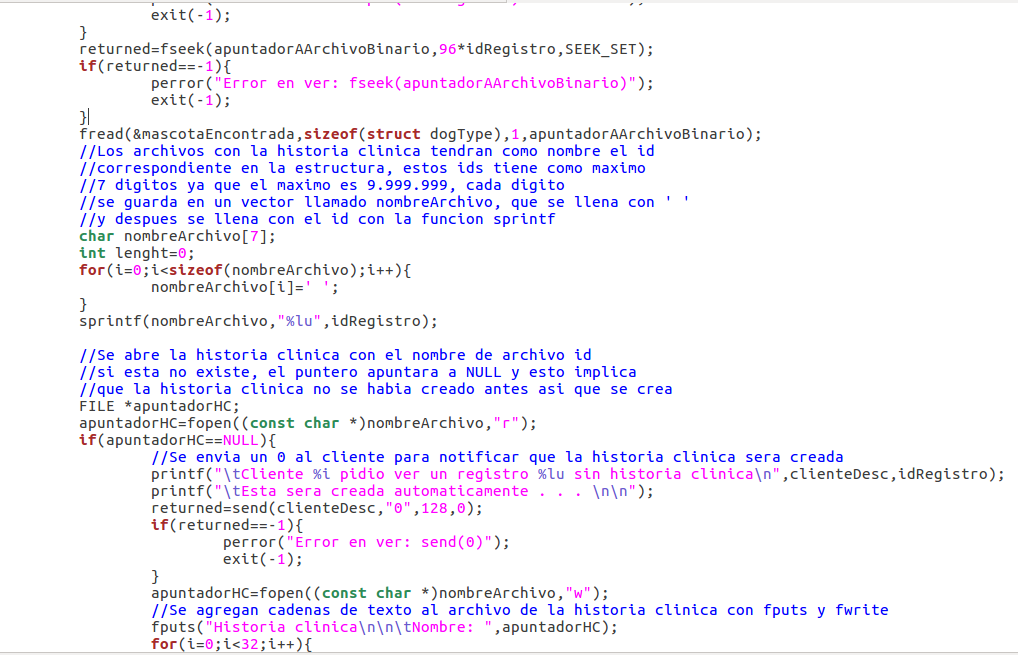 exit(-1);
}
returned=fseek(apuntadorAArchivoBinario,96*idRegistro,SEEK_SET);
if(returned==-1){
perror("Error en ver: fseek(apuntadorAArchivoBinario)");
exit(-1);
}
fread(&mascotaEncontrada,sizeof(struct dogType),1,apuntadorAArchivoBinario);
//Los archivos con la historia clinica tendran como nombre el id
//correspondiente en la estructura, estos ids tiene como maximo
//7 digitos ya que el maximo es 9.999.999, cada digito
//se guarda en un vector llamado nombreArchivo, que se llena con ' '
//y despues se llena con el id con la funcion sprintf
char nombreArchivo[7];
int lenght=0;
for(i=0;i<sizeof(nombreArchivo);i++){
nombreArchivo[i]=' ';
}
sprintf(nombreArchivo,"%lu",idRegistro);
//Se abre la historia clinica con el nombre de archivo id
//si esta no existe, el puntero apuntara a NULL y esto implica
//que la historia clinica no se habia creado antes asi que se crea
FILE *apuntadorHC;
apuntadorHC=fopen((const char *)nombreArchivo,"r");
if(apuntadorHC==NULL){
//Se envia un 0 al cliente para notificar que la historia clinica sera creada
printf("\tCliente %i pidio ver un registro %lu sin historia clinica\n",clienteDesc,idRegistro);
printf("\tEsta sera creada automaticamente . . . \n\n");
returned=send(clienteDesc,"0",128,0);
if(returned==-1){
perror("Error en ver: send(0)");
exit(-1);
}
apuntadorHC=fopen((const char *)nombreArchivo,"w");
//Se agregan cadenas de texto al archivo de la historia clinica con fputs y fwrite
fputs("Historia clinica\n\n\tNombre: ",apuntadorHC);
for(i=0;i<32;i++){